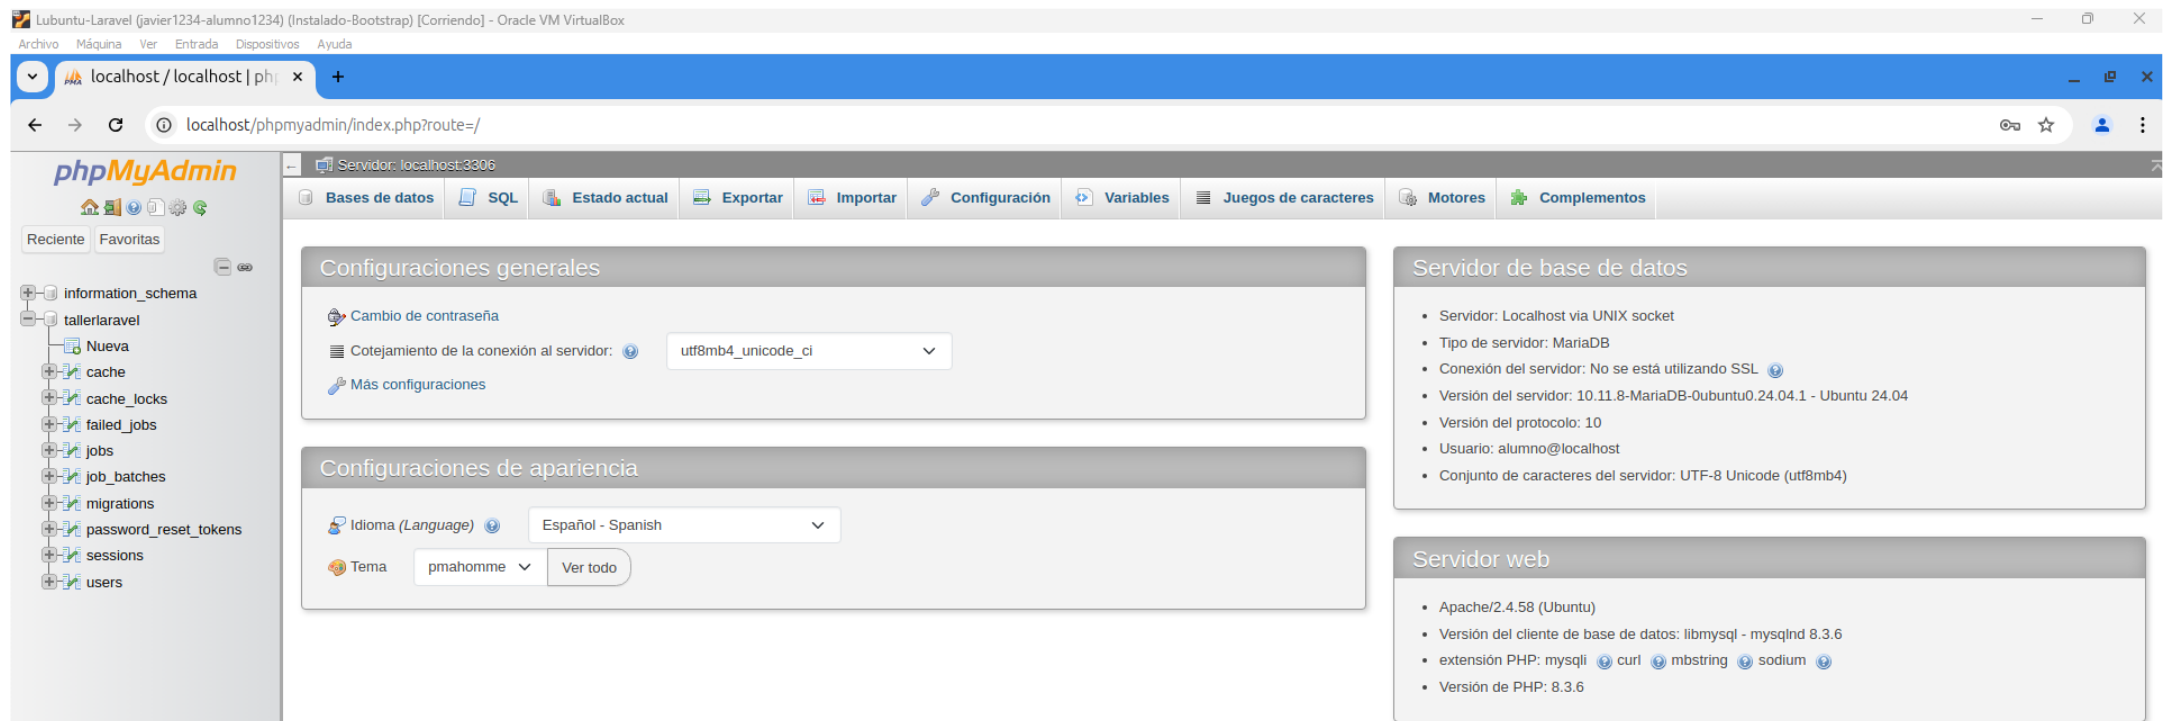 Lubuntu-Laravel (javier1234-alumno1234) (Instalado-Bootstrap) [Corriendo] - Oracle VM VirtualBox
Archivo Máquina Ver Entrada Dispositivos Ayuda
localhost / localhost | php
localhost/phpmyadmin/index.php?route=/
phpMyAdmin
Reciente Favoritas
information_schema
tallerlaravel
Nueva
cache
cache_locks
failed_jobs
jobs
job_batches
migrations
password_reset_tokens
sessions
users
Servidor: localhost:3306
Bases de datos SQL Estado actual Exportar Importar Configuración Variables Juegos de caracteres Motores Complementos
Configuraciones generales
Cambio de contraseña
Cotejamiento de la conexión al servidor: utf8mb4_unicode_ci
Más configuraciones
Configuraciones de apariencia
Idioma (Language) Español - Spanish
Tema pmahomme Ver todo
Servidor de base de datos
• Servidor: Localhost via UNIX socket
• Tipo de servidor: MariaDB
• Conexión del servidor: No se está utilizando SSL
• Versión del servidor: 10.11.8-MariaDB-0ubuntu0.24.04.1 - Ubuntu 24.04
• Versión del protocolo: 10
• Usuario: alumno@localhost
• Conjunto de caracteres del servidor: UTF-8 Unicode (utf8mb4)
Servidor web
• Apache/2.4.58 (Ubuntu)
• Versión del cliente de base de datos: libmysql - mysqlnd 8.3.6
• extensión PHP: mysqli curl mbstring sodium
• Versión de PHP: 8.3.6